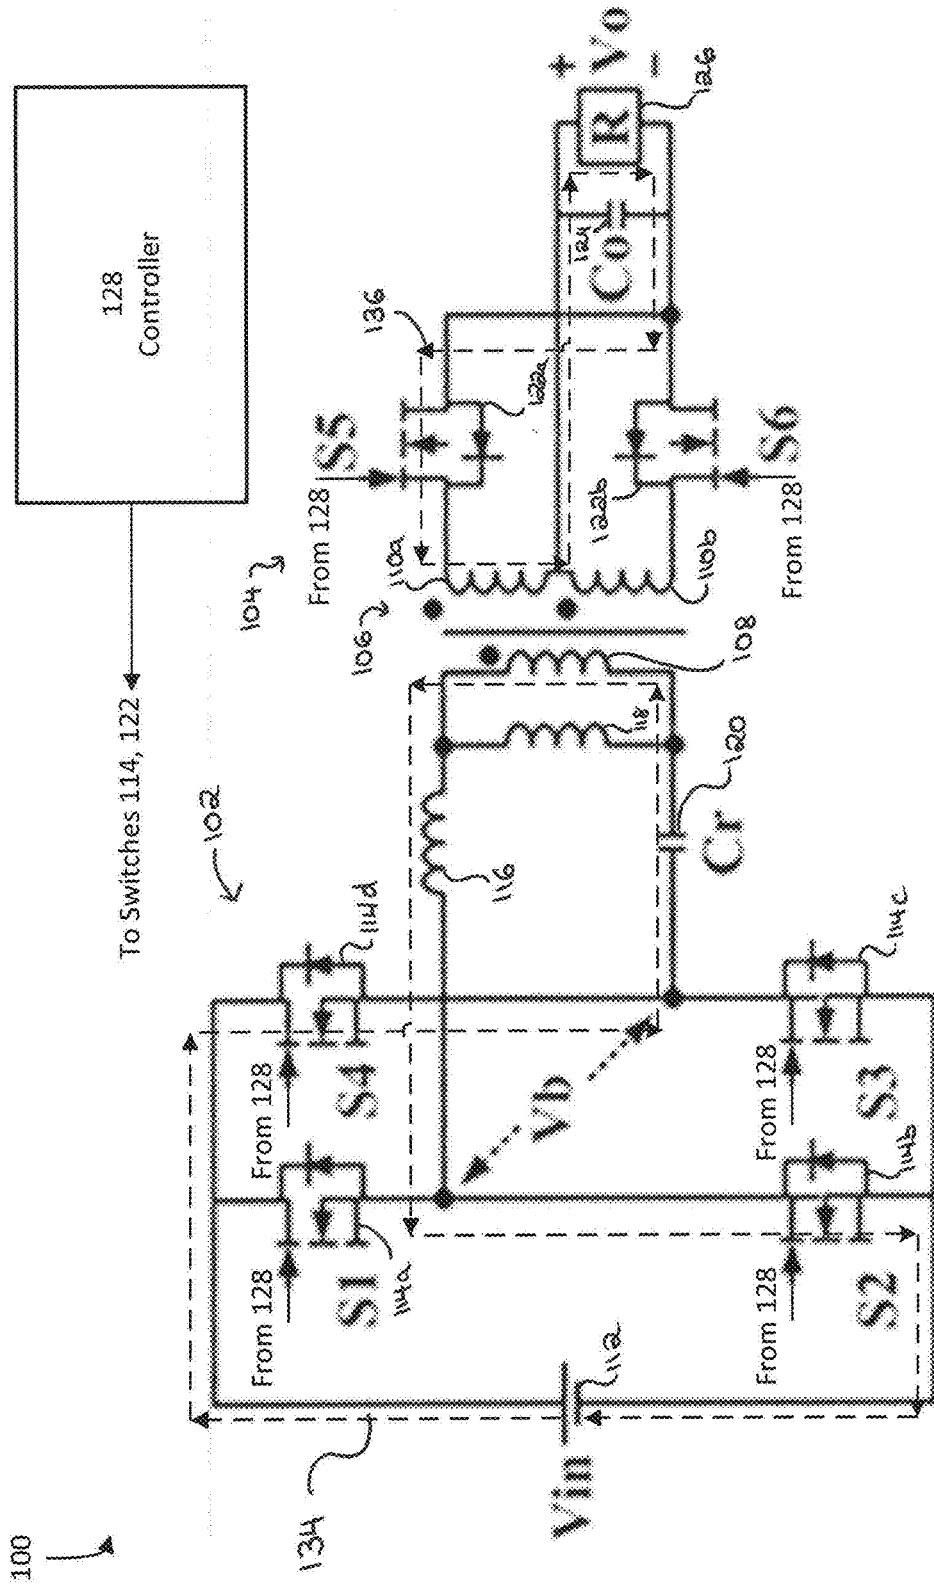 100
128
Controller
To Switches 114, 122
102
104
106
134
Vin
112
From 128
S1
114a
From 128
S4
114d
From 128
S2
114b
From 128
S3
114c
Vb
116
118
108
Cr
120
110a
110b
From 128
S5
122a
136
From 128
S6
122b
Co
124
R
126
+
Vo
-